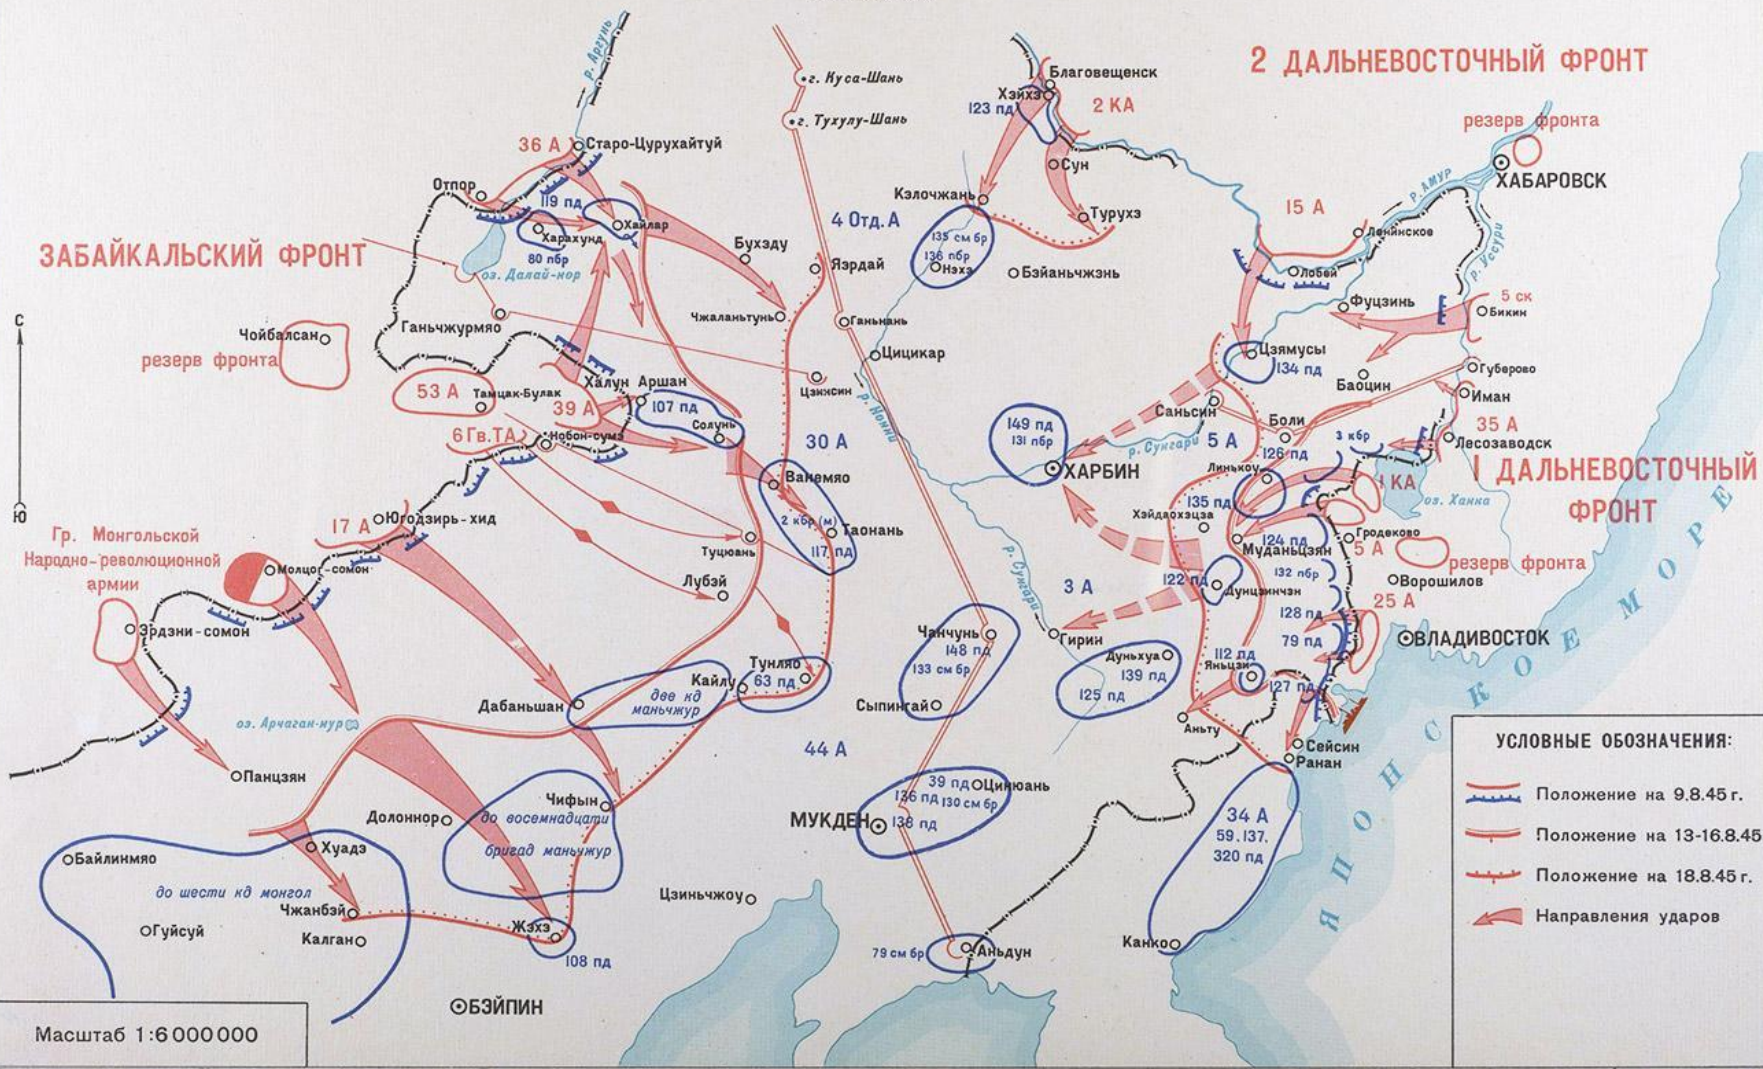 2 ДАЛЬНЕВОСТОЧНЫЙ ФРОНТ
резерв фронта
ХАБАРОВСК
р. АМУР
р. Уссури
р. Аргунь
г. Куса-Шань
г. Тухулу-Шань
Благовещенск
Хэйхэ
123 пд
2 КА
Сун
Кэлочжань
Турухэ
135 см бр
136 пбр
Нэхэ
Бэйаньчжэнь
15 А
Ленинское
Лобей
Фуцзинь
5 ск
Бикин
Цзямусы
134 пд
Баоцин
Губерово
Иман
35 А
Лесозаводск
36 А
Старо-Цурухайтуй
Отпор
119 пд
Хайлар
Харахунд
80 пбр
оз. Далай-нор
ЗАБАЙКАЛЬСКИЙ ФРОНТ
4 Отд. А
Бухэду
Яэрдай
Чжаланьтунь
Ганьнань
Цицикар
Цзинсин
р. Нонни
Ганьчжурмяо
Чойбалсан
резерв фронта
С
Ю
53 А
Тамцак-Булак
Халун Аршан
39 А
107 пд
Солунь
6 Гв.ТА
Нобон-сумэ
30 А
Ванемяо
2 кбр (м)
117 пд
Таонань
Туцюань
Лубэй
17 А
Югодзирь-хид
Гр. Монгольской
Народно-революционной
армии
Молцог-сомон
Эрдэни-сомон
149 пд
131 пбр
ХАРБИН
р. Сунгари
Саньсин
5 А
Боли
126 пд
3 кбр
Линькоу
135 пд
Хэйдаохэцза
124 пд
Муданьцзян
122 пд
Дунцзинчэн
132 пбр
128 пд
79 пд
1 КА
оз. Ханка
1 ДАЛЬНЕВОСТОЧНЫЙ
ФРОНТ
Гродеково
5 А
резерв фронта
Ворошилов
25 А
ВЛАДИВОСТОК
3 А
р. Сунгари
Гирин
Чанчунь
148 пд
133 см бр
Сыпингай
Дуньхуа
139 пд
125 пд
112 пд
Яньцзи
127 пд
Аньту
Сейсин
Ранан
Тунляо
63 пд
Кайлу
две кд
маньчжур
Дабаньшан
оз. Арчаган-нур
Панцзян
44 А
39 пд
Цинюань
136 пд
130 см бр
МУКДЕН
138 пд
34 А
59. 137.
320 пд
Канко
Чифын
до восемнадцати
бригад маньчжур
Долоннор
Хуадэ
Байлинмяо
до шести кд монгол
Чжанбэй
Гуйсуй
Калган
Жэхэ
108 пд
Цзиньчжоу
79 см бр
Аньдун
БЭЙПИН
ЯПОНСКОЕ МОРЕ
УСЛОВНЫЕ ОБОЗНАЧЕНИЯ:
Положение на 9.8.45 г.
Положение на 13-16.8.45
Положение на 18.8.45 г.
Направления ударов
Масштаб 1:6 000 000